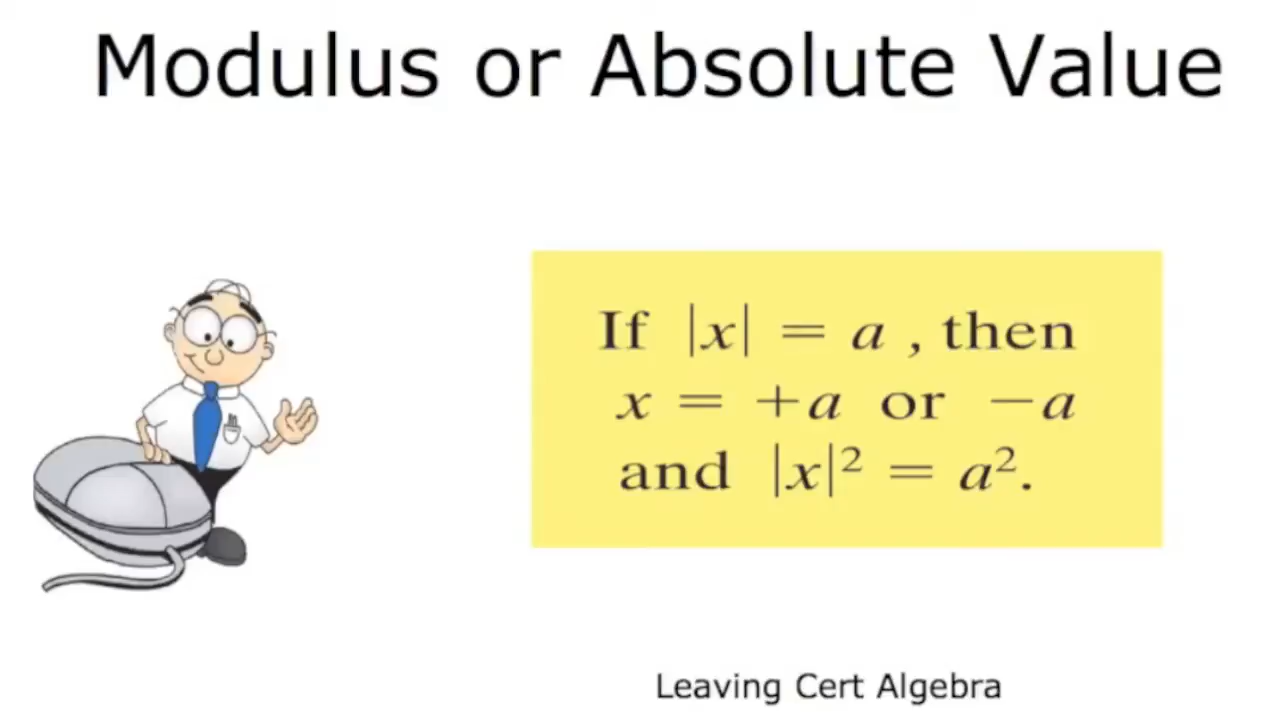 Modulus or Absolute Value
If |x| = a , then
x = +a or −a
and |x|² = a².
Leaving Cert Algebra